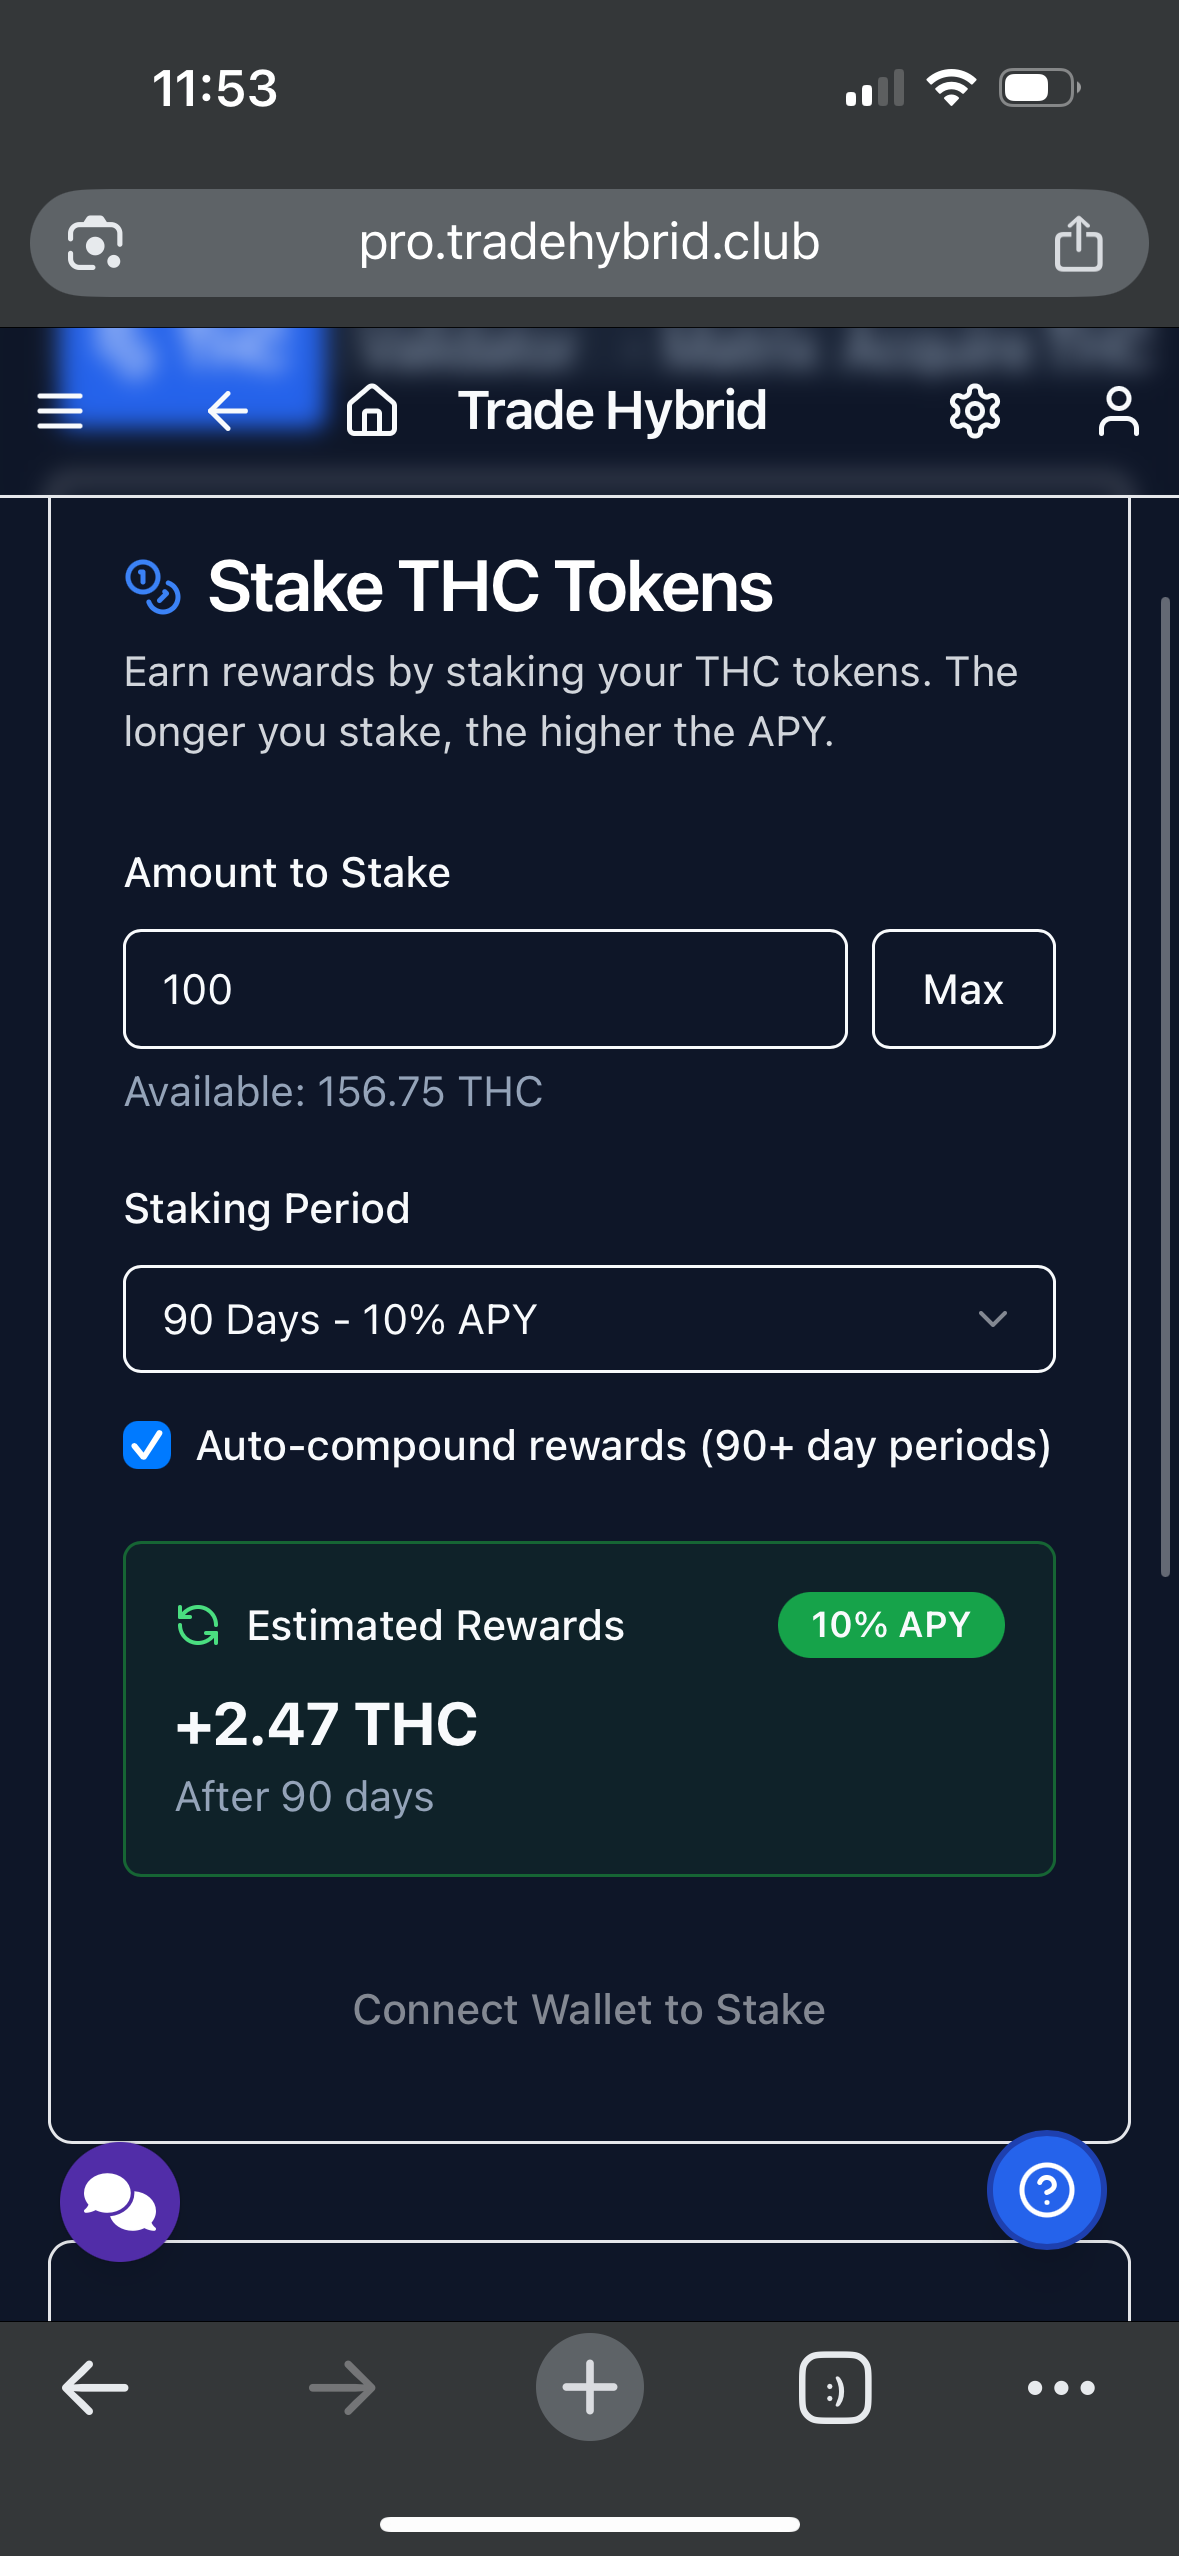 11:53
pro.tradehybrid.club
Trade Hybrid
Stake THC Tokens
Earn rewards by staking your THC tokens. The
longer you stake, the higher the APY.
Amount to Stake
100
Max
Available: 156.75 THC
Staking Period
90 Days - 10% APY
Auto-compound rewards (90+ day periods)
Estimated Rewards
10% APY
+2.47 THC
After 90 days
Connect Wallet to Stake
:)